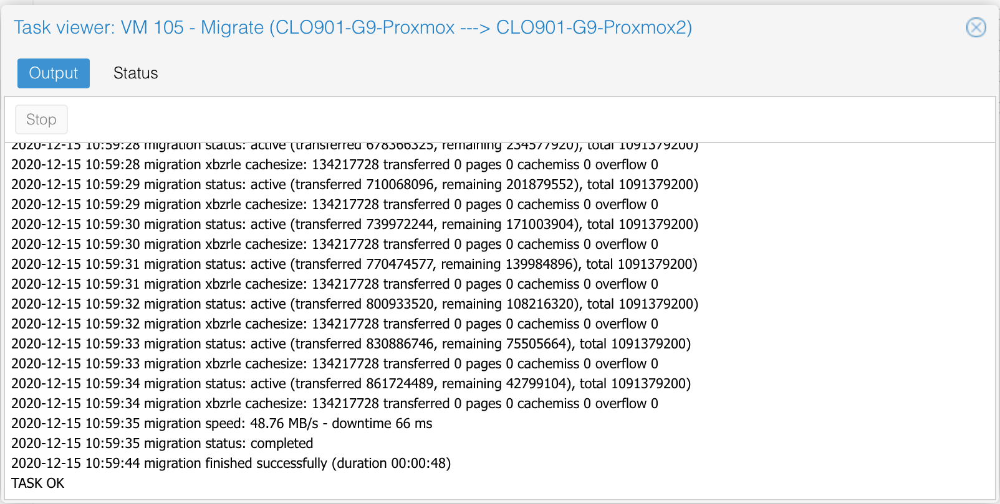 Task viewer: VM 105 - Migrate (CLO901-G9-Proxmox ---> CLO901-G9-Proxmox2)
Output Status
Stop
2020-12-15 10:59:28 migration status: active (transferred 678366325, remaining 234577920), total 1091379200)
2020-12-15 10:59:28 migration xbzrle cachesize: 134217728 transferred 0 pages 0 cachemiss 0 overflow 0
2020-12-15 10:59:29 migration status: active (transferred 710068096, remaining 201879552), total 1091379200)
2020-12-15 10:59:29 migration xbzrle cachesize: 134217728 transferred 0 pages 0 cachemiss 0 overflow 0
2020-12-15 10:59:30 migration status: active (transferred 739972244, remaining 171003904), total 1091379200)
2020-12-15 10:59:30 migration xbzrle cachesize: 134217728 transferred 0 pages 0 cachemiss 0 overflow 0
2020-12-15 10:59:31 migration status: active (transferred 770474577, remaining 139984896), total 1091379200)
2020-12-15 10:59:31 migration xbzrle cachesize: 134217728 transferred 0 pages 0 cachemiss 0 overflow 0
2020-12-15 10:59:32 migration status: active (transferred 800933520, remaining 108216320), total 1091379200)
2020-12-15 10:59:32 migration xbzrle cachesize: 134217728 transferred 0 pages 0 cachemiss 0 overflow 0
2020-12-15 10:59:33 migration status: active (transferred 830886746, remaining 75505664), total 1091379200)
2020-12-15 10:59:33 migration xbzrle cachesize: 134217728 transferred 0 pages 0 cachemiss 0 overflow 0
2020-12-15 10:59:34 migration status: active (transferred 861724489, remaining 42799104), total 1091379200)
2020-12-15 10:59:34 migration xbzrle cachesize: 134217728 transferred 0 pages 0 cachemiss 0 overflow 0
2020-12-15 10:59:35 migration speed: 48.76 MB/s - downtime 66 ms
2020-12-15 10:59:35 migration status: completed
2020-12-15 10:59:44 migration finished successfully (duration 00:00:48)
TASK OK